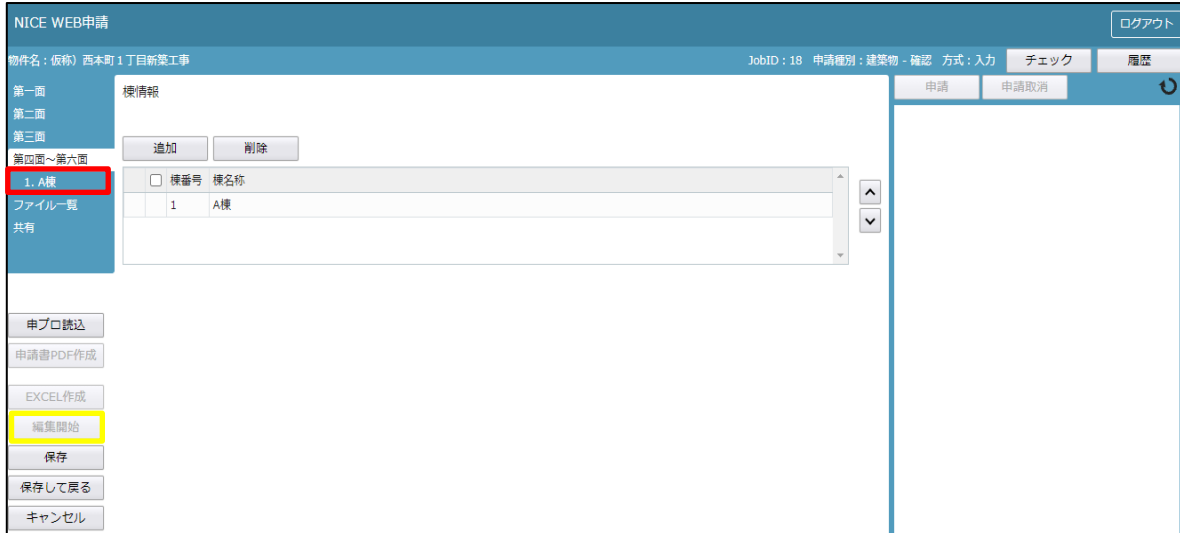 NICE WEB申請
ログアウト
物件名：仮称）西本町１丁目新築工事
JobID：18 申請種別：建築物 - 確認 方式：入力
チェック
履歴
第一面
第二面
第三面
第四面～第六面
1. A棟
ファイル一覧
共有
棟情報
追加
削除
棟番号 棟名称
1 A棟
申請
申請取消
申プロ読込
申請書PDF作成
EXCEL作成
編集開始
保存
保存して戻る
キャンセル